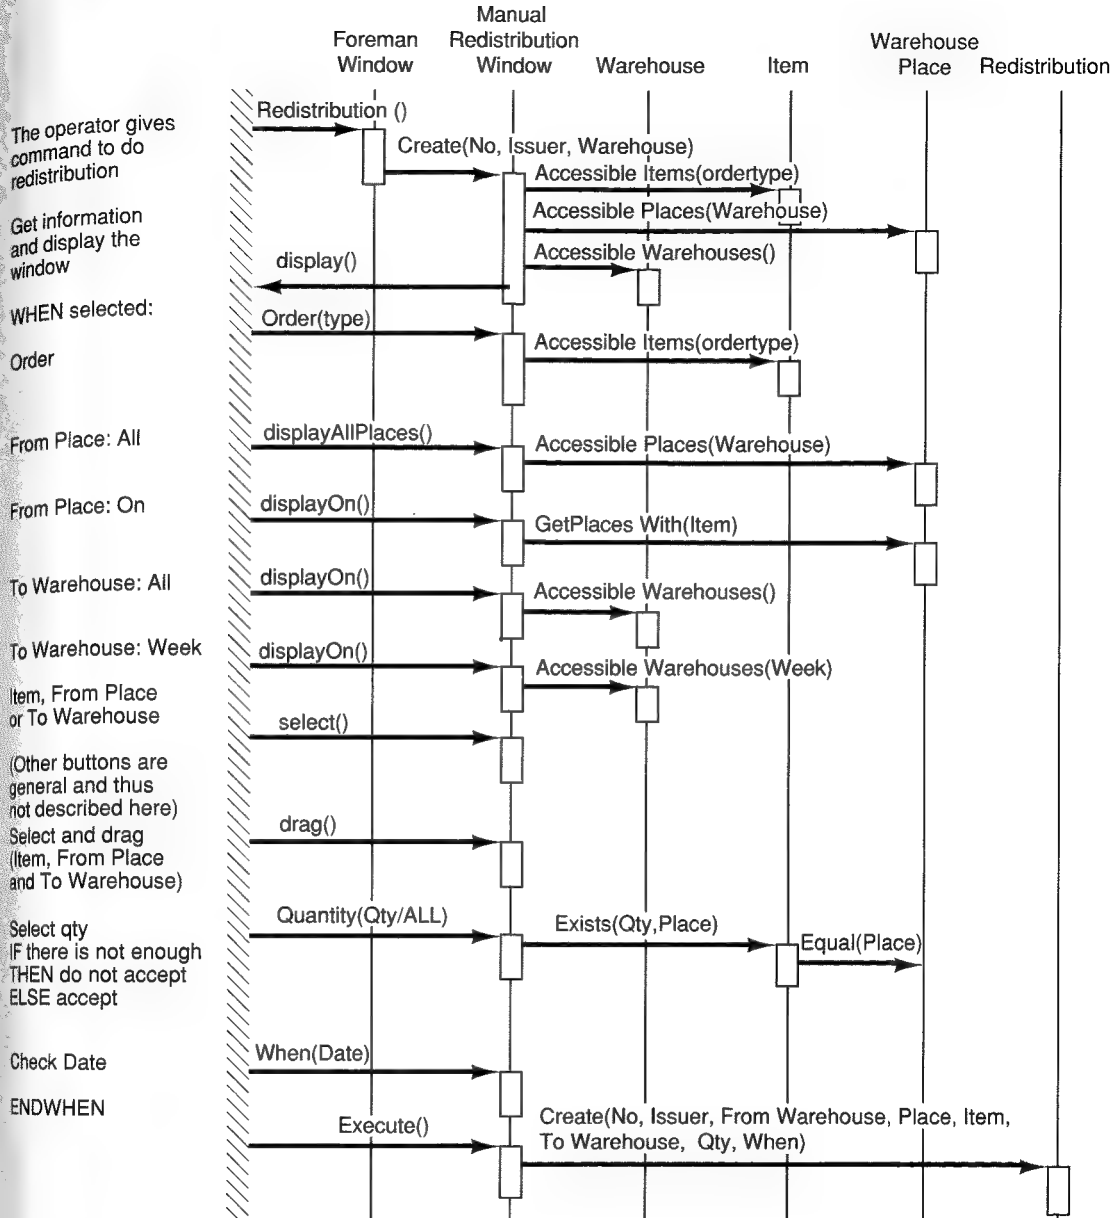 Foreman
Window
Manual
Redistribution
Window
Warehouse
Item
Warehouse
Place
Redistribution
The operator gives
command to do
redistribution
Redistribution ()
Create(No, Issuer, Warehouse)
Accessible Items(ordertype)
Get information
and display the
window
Accessible Places(Warehouse)
Accessible Warehouses()
display()
WHEN selected:
Order(type)
Order
Accessible Items(ordertype)
From Place: All
displayAllPlaces()
Accessible Places(Warehouse)
From Place: On
displayOn()
GetPlaces With(Item)
To Warehouse: All
displayOn()
Accessible Warehouses()
To Warehouse: Week
displayOn()
Accessible Warehouses(Week)
Item, From Place
or To Warehouse
select()
(Other buttons are
general and thus
not described here)
Select and drag
(Item, From Place
and To Warehouse)
drag()
Select qty
IF there is not enough
THEN do not accept
ELSE accept
Quantity(Qty/ALL)
Exists(Qty,Place)
Equal(Place)
Check Date
When(Date)
ENDWHEN
Execute()
Create(No, Issuer, From Warehouse, Place, Item,
To Warehouse, Qty, When)